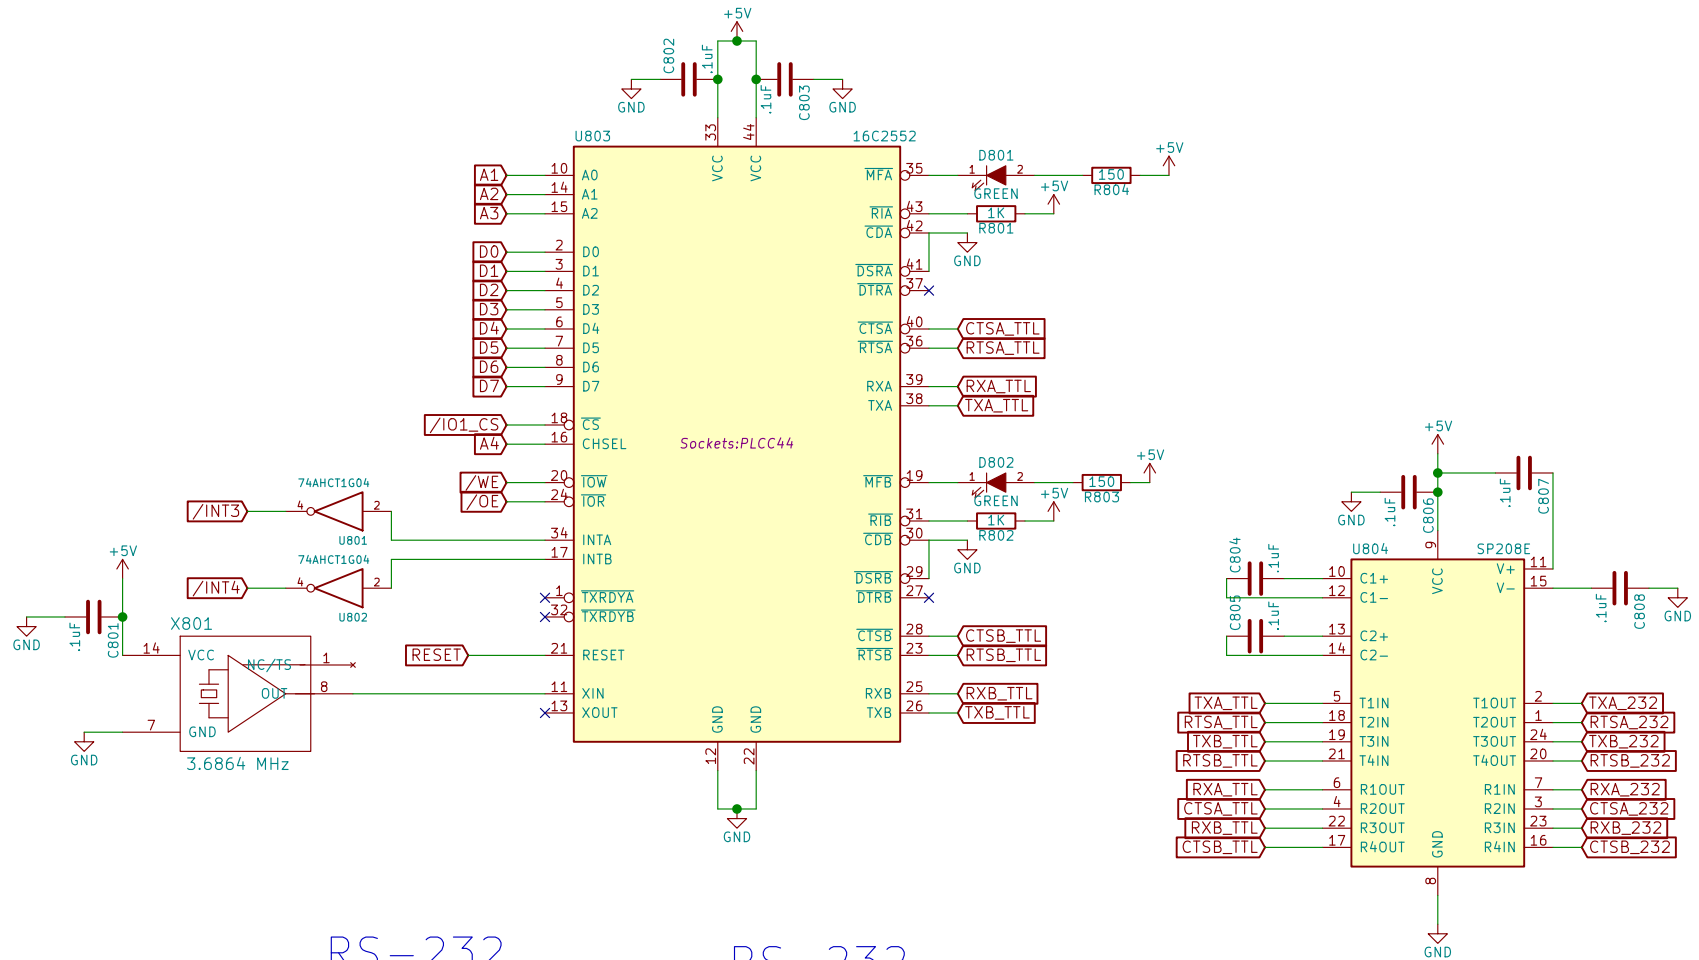 +5V
C802
.1uF
GND
.1uF
C803
GND
U803
16C2552
33
44
VCC
VCC
A1 10 A0
A2 14 A1
A3 15 A2
D0 2 D0
D1 3 D1
D2 4 D2
D3 5 D3
D4 6 D4
D5 7 D5
D6 8 D6
D7 9 D7
/IO1_CS 18 CS
A4 16 CHSEL
/WE 20 IOW
/OE 24 IOR
34 INTA
17 INTB
1 TXRDYA
32 TXRDYB
RESET 21 RESET
11 XIN
13 XOUT
Sockets:PLCC44
MFA 35
RIA 43
CDA 42
DSRA 41
DTRA 37
CTSA 40 CTSA_TTL
RTSA 36 RTSA_TTL
RXA 39 RXA_TTL
TXA 38 TXA_TTL
MFB 19
RIB 31
CDB 30
DSRB 29
DTRB 27
CTSB 28 CTSB_TTL
RTSB 23 RTSB_TTL
RXB 25 RXB_TTL
TXB 26 TXB_TTL
GND
GND
12
22
GND
D801
1 2
GREEN
150
R804
+5V
1K
R801
+5V
GND
D802
1 2
GREEN
150
R803
+5V
1K
R802
+5V
GND
74AHCT1G04
/INT3 4 2
U801
74AHCT1G04
/INT4 4 2
U802
+5V
GND
.1uF
C801
X801
14 VCC
NC/TS 1
OUT 8
7 GND
GND
3.6864 MHz
+5V
GND
.1uF
C806
.1uF
C807
U804
SP208E
9
VCC
C804
.1uF
C805
.1uF
10 C1+
12 C1-
13 C2+
14 C2-
V+ 11
V- 15
.1uF
C808
GND
TXA_TTL 5 T1IN
RTSA_TTL 18 T2IN
TXB_TTL 19 T3IN
RTSB_TTL 21 T4IN
RXA_TTL 6 R1OUT
CTSA_TTL 4 R2OUT
RXB_TTL 22 R3OUT
CTSB_TTL 17 R4OUT
T1OUT 2 TXA_232
T2OUT 1 RTSA_232
T3OUT 24 TXB_232
T4OUT 20 RTSB_232
R1IN 7 RXA_232
R2IN 3 CTSA_232
R3IN 23 RXB_232
R4IN 16 CTSB_232
GND
8
GND
RS-232
RS-232